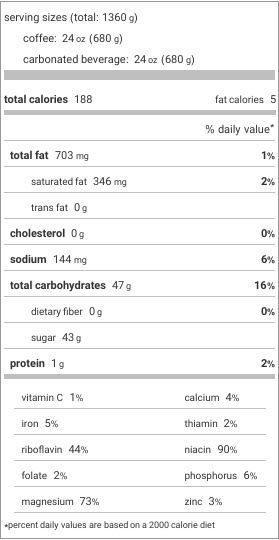 serving sizes (total: 1360 g)
coffee: 24 oz (680 g)
carbonated beverage: 24 oz (680 g)
total calories 188 fat calories 5
% daily value*
total fat 703 mg 1%
saturated fat 346 mg 2%
trans fat 0 g
cholesterol 0 g 0%
sodium 144 mg 6%
total carbohydrates 47 g 16%
dietary fiber 0 g 0%
sugar 43 g
protein 1 g 2%
vitamin C 1% calcium 4%
iron 5% thiamin 2%
riboflavin 44% niacin 90%
folate 2% phosphorus 6%
magnesium 73% zinc 3%
*percent daily values are based on a 2000 calorie diet